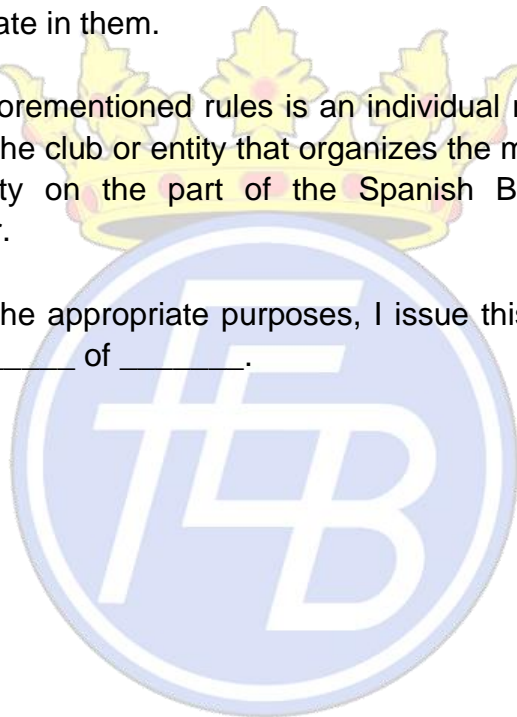 ate in them.
orementioned rules is an individual
he club or entity that organizes the
ty on the part of the Spanish B
.
he appropriate purposes, I issue this
_____ of _______.
FEB